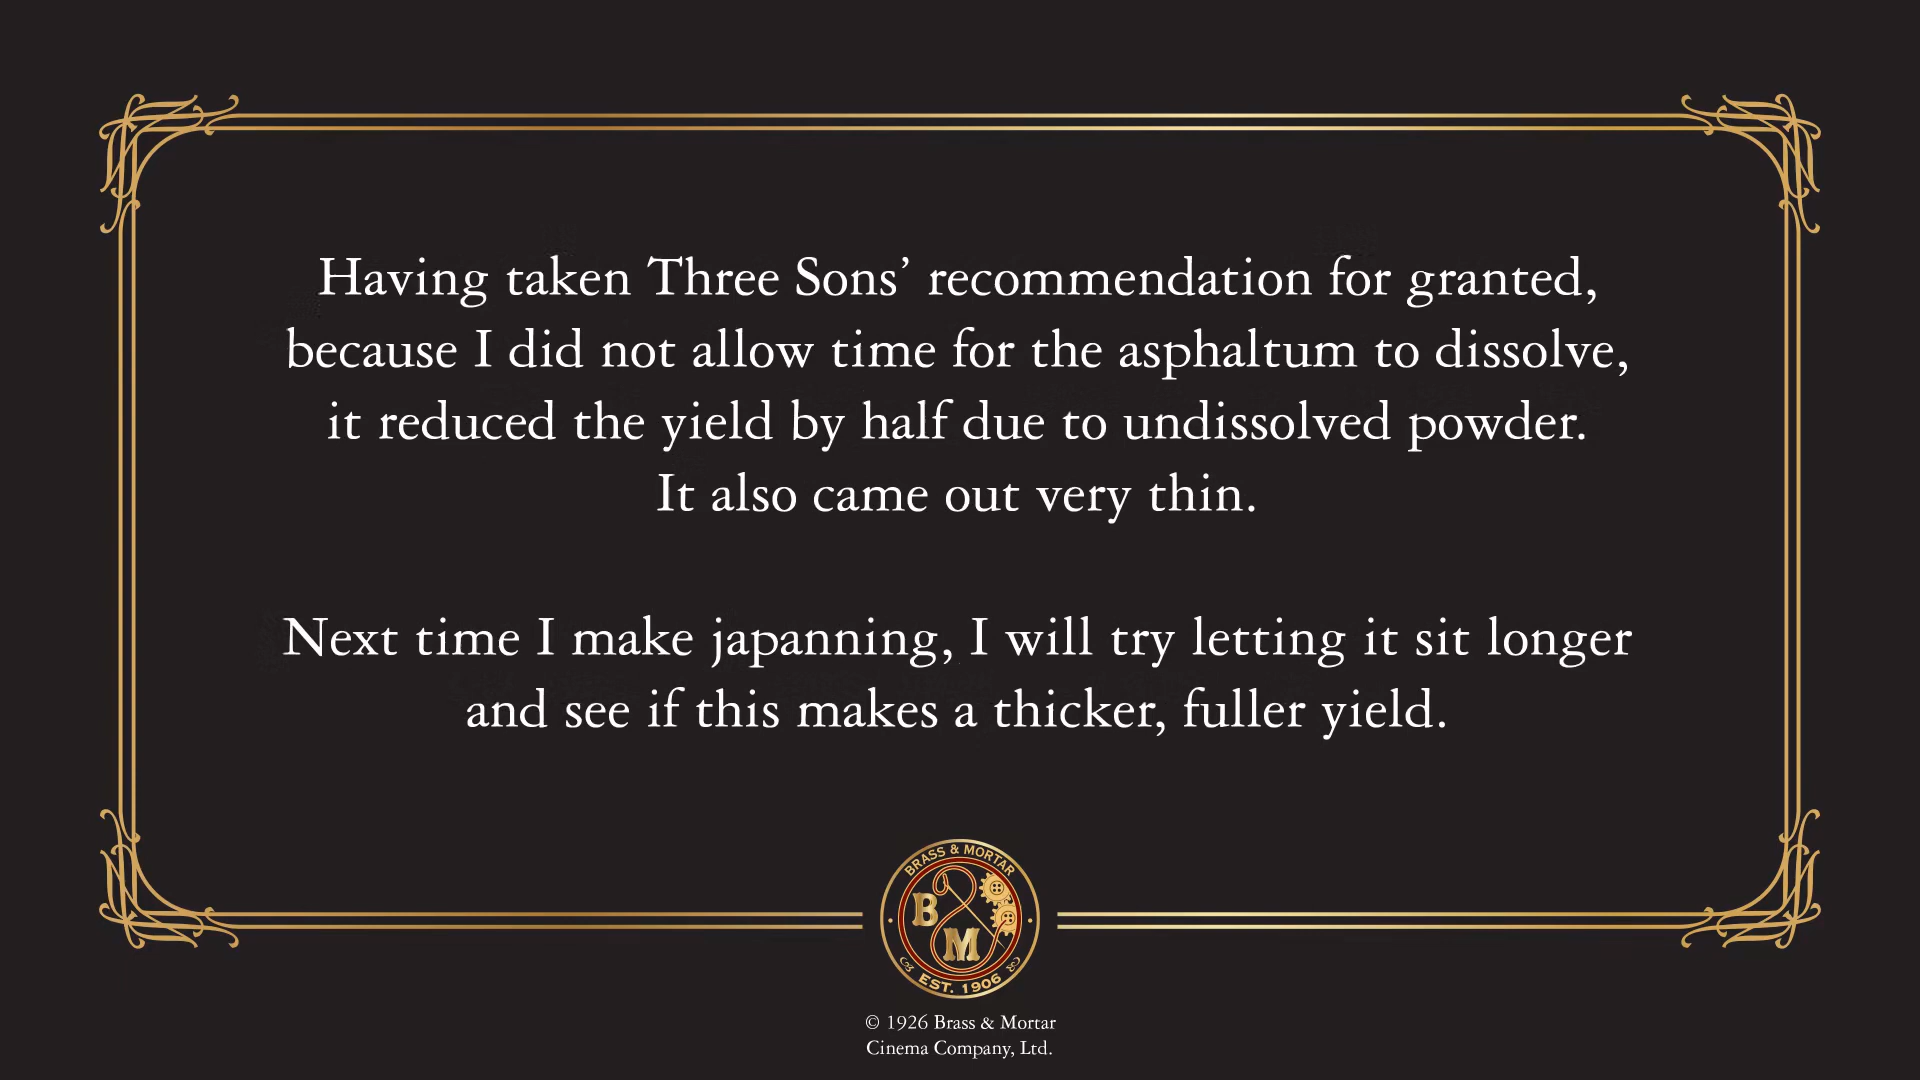 Having taken Three Sons’ recommendation for granted,
because I did not allow time for the asphaltum to dissolve,
it reduced the yield by half due to undissolved powder.
It also came out very thin.
Next time I make japanning, I will try letting it sit longer
and see if this makes a thicker, fuller yield.
BRASS & MORTAR
B
M
EST. 1906
© 1926 Brass & Mortar
Cinema Company, Ltd.